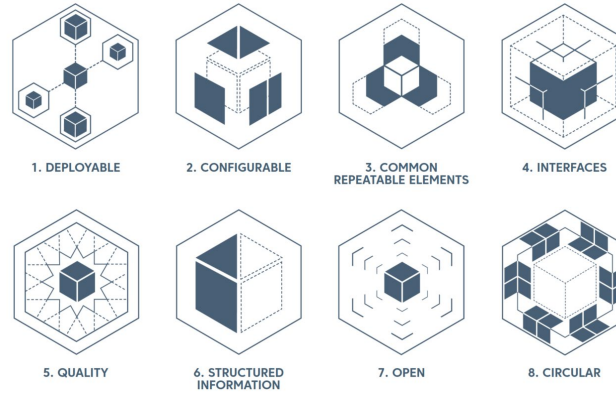 1. DEPLOYABLE
2. CONFIGURABLE
3. COMMON
REPEATABLE ELEMENTS
4. INTERFACES
5. QUALITY
6. STRUCTURED
INFORMATION
7. OPEN
8. CIRCULAR